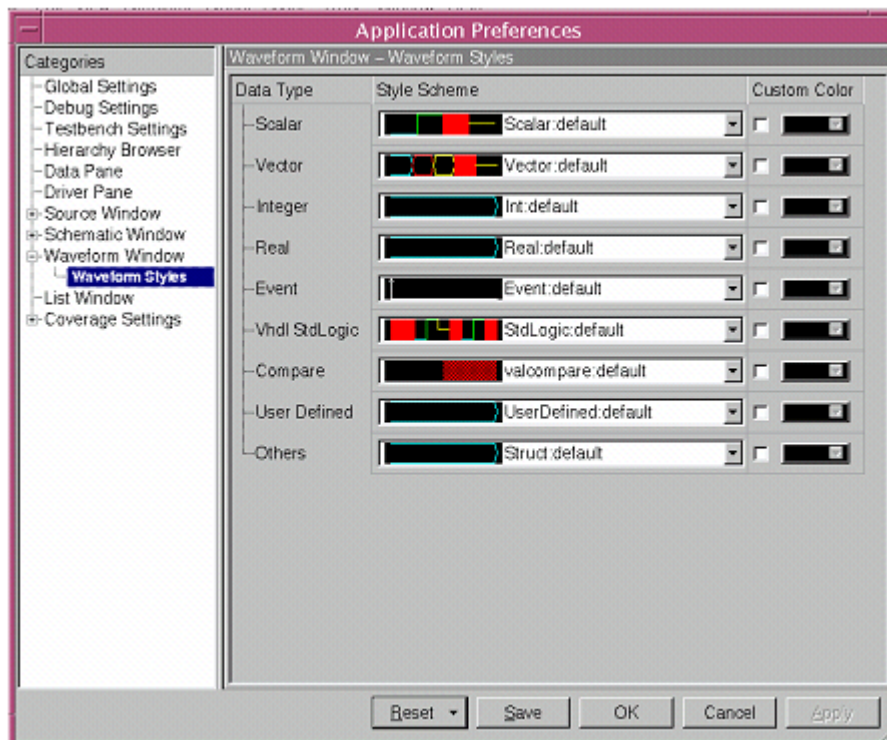 Application Preferences
Categories
Global Settings
Debug Settings
Testbench Settings
Hierarchy Browser
Data Pane
Driver Pane
Source Window
Schematic Window
Waveform Window
Waveform Styles
List Window
Coverage Settings
Waveform Window – Waveform Styles
Data Type Style Scheme Custom Color
Scalar Scalar:default
Vector Vector:default
Integer Int:default
Real Real:default
Event Event:default
Vhdl StdLogic StdLogic:default
Compare valcompare:default
User Defined UserDefined:default
Others Struct:default
Reset Save OK Cancel Apply